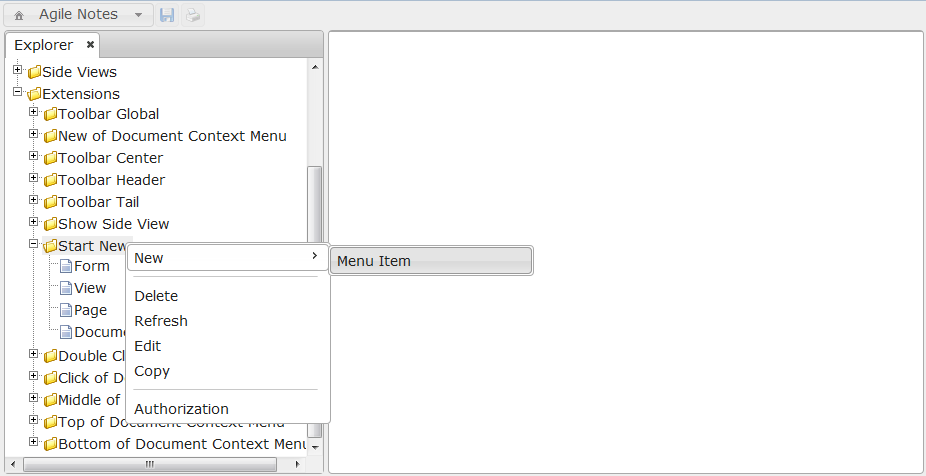 Agile Notes
Explorer
Side Views
Extensions
Toolbar Global
New of Document Context Menu
Toolbar Center
Toolbar Header
Toolbar Tail
Show Side View
Start New
New
Menu Item
Form
View
Delete
Page
Refresh
Docume
Edit
Double Cl
Copy
Click of D
Middle of
Authorization
Top of Document Context Menu
Bottom of Document Context Menu